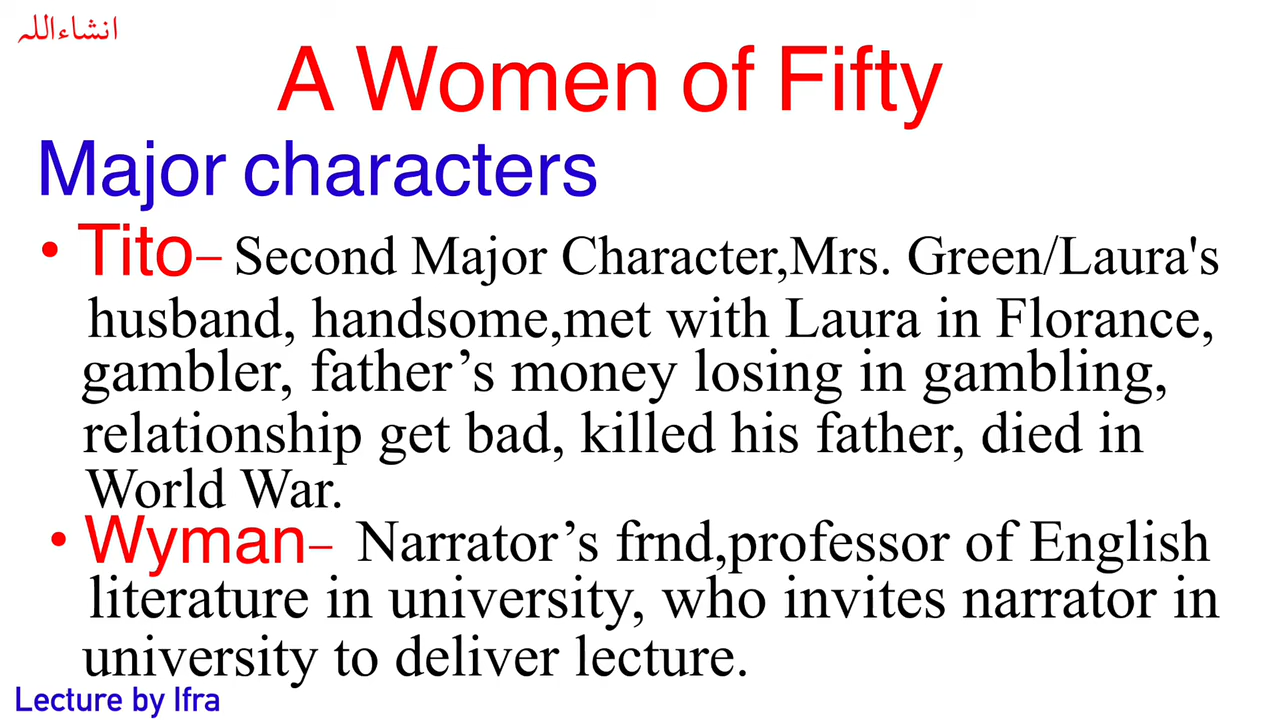 انشاءاللہ
A Women of Fifty
Major characters
• Tito– Second Major Character,Mrs. Green/Laura's
husband, handsome,met with Laura in Florance,
gambler, father’s money losing in gambling,
relationship get bad, killed his father, died in
World War.
• Wyman– Narrator’s frnd,professor of English
literature in university, who invites narrator in
university to deliver lecture.
Lecture by Ifra